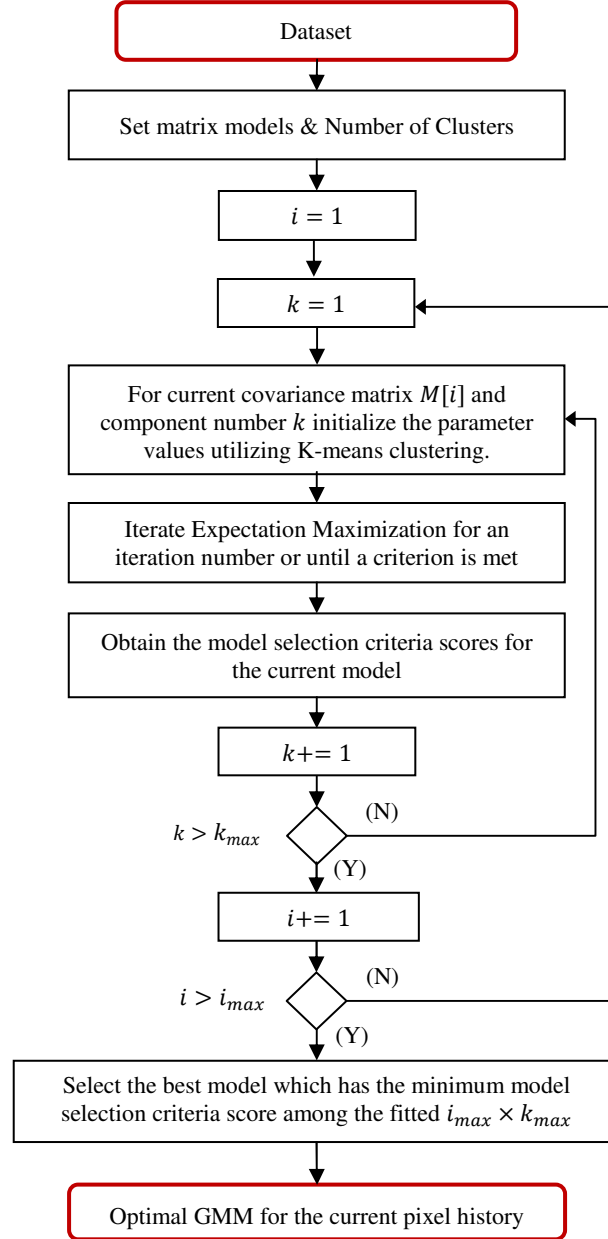 Dataset
Set matrix models & Number of Clusters
i = 1
k = 1
For current covariance matrix M[i] and
component number k initialize the parameter
values utilizing K-means clustering.
Iterate Expectation Maximization for an
iteration number or until a criterion is met
Obtain the model selection criteria scores for
the current model
k+= 1
(N)
k > k_max
(Y)
i+= 1
(N)
i > i_max
(Y)
Select the best model which has the minimum model
selection criteria score among the fitted i_max × k_max
Optimal GMM for the current pixel history